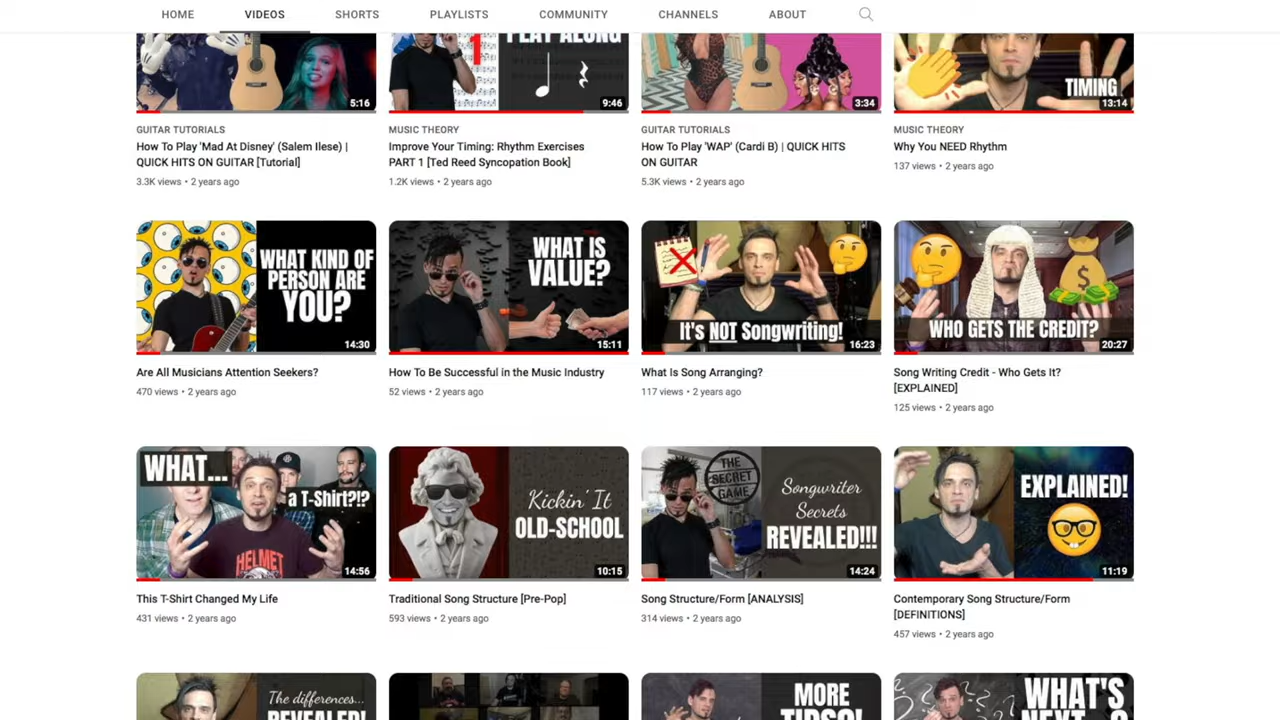 HOME VIDEOS SHORTS PLAYLISTS COMMUNITY CHANNELS ABOUT
5:16
PLAY ALONG
1
9:46
3:34
TIMING
13:14
GUITAR TUTORIALS
How To Play 'Mad At Disney' (Salem Ilese) |
QUICK HITS ON GUITAR [Tutorial]
3.3K views • 2 years ago
MUSIC THEORY
Improve Your Timing: Rhythm Exercises
PART 1 [Ted Reed Syncopation Book]
1.2K views • 2 years ago
GUITAR TUTORIALS
How To Play 'WAP' (Cardi B) | QUICK HITS
ON GUITAR
5.3K views • 2 years ago
MUSIC THEORY
Why You NEED Rhythm
137 views • 2 years ago
WHAT KIND OF
PERSON ARE
YOU?
14:30
WHAT IS
VALUE?
15:11
It's NOT Songwriting!
16:23
$
WHO GETS THE CREDIT?
20:27
Are All Musicians Attention Seekers?
470 views • 2 years ago
How To Be Successful in the Music Industry
52 views • 2 years ago
What Is Song Arranging?
117 views • 2 years ago
Song Writing Credit - Who Gets It?
[EXPLAINED]
125 views • 2 years ago
WHAT...
a T-Shirt?!?
HELMET
14:56
Kickin' It
OLD-SCHOOL
10:15
THE
SECRET
GAME
Songwriter
Secrets
REVEALED!!!
14:24
EXPLAINED!
11:19
This T-Shirt Changed My Life
431 views • 2 years ago
Traditional Song Structure [Pre-Pop]
593 views • 2 years ago
Song Structure/Form [ANALYSIS]
314 views • 2 years ago
Contemporary Song Structure/Form
[DEFINITIONS]
457 views • 2 years ago
The differences...
REVEALED!
MORE
TIPSO!
WHAT'S
NEXT